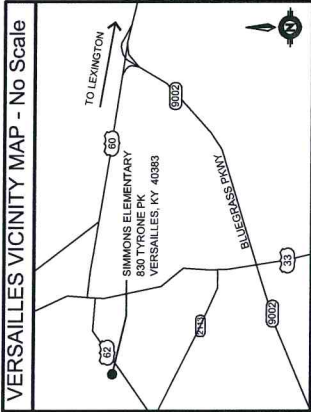 VERSAILLES VICINITY MAP - No Scale
TO LEXINGTON
60
9002
SIMMONS ELEMENTARY
830 TYRONE PK
VERSAILLES, KY 40383
62
BLUEGRASS PKWY
33
9002
N